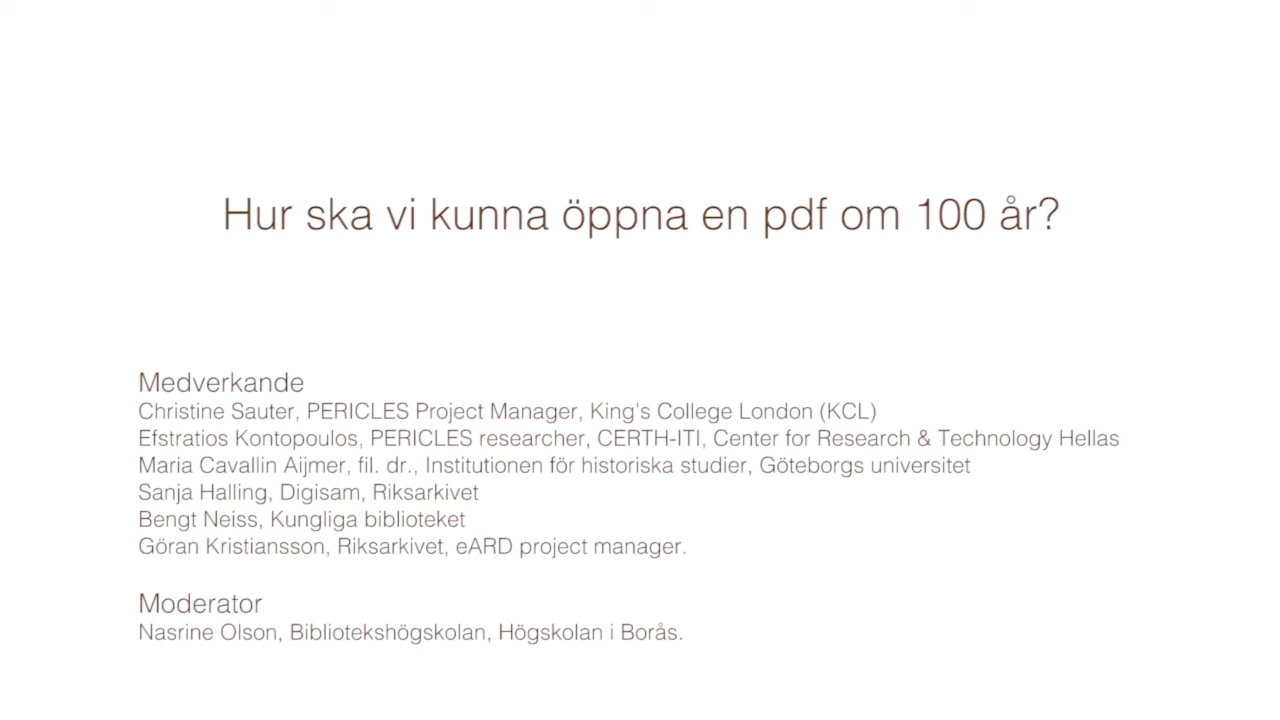 Hur ska vi kunna öppna en pdf om 100 år?
Medverkande
Christine Sauter, PERICLES Project Manager, King's College London (KCL)
Efstratios Kontopoulos, PERICLES researcher, CERTH-ITI, Center for Research & Technology Hellas
Maria Cavallin Aijmer, fil. dr., Institutionen för historiska studier, Göteborgs universitet
Sanja Halling, Digisam, Riksarkivet
Bengt Neiss, Kungliga biblioteket
Göran Kristiansson, Riksarkivet, eARD project manager.
Moderator
Nasrine Olson, Bibliotekshögskolan, Högskolan i Borås.